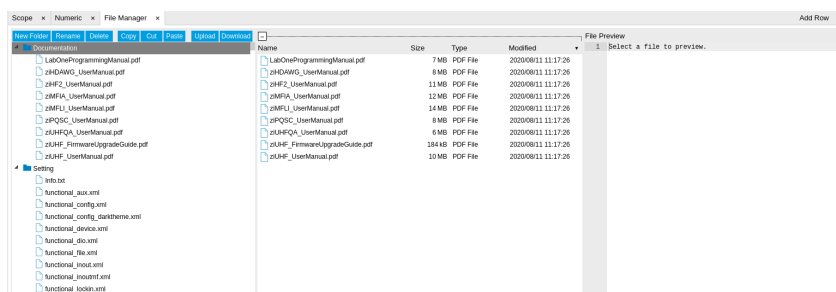 Scope × Numeric × File Manager × Add Row
New Folder Rename Delete Copy Cut Paste Upload Download
Documentation
LabOneProgrammingManual.pdf
ziHDAWG_UserManual.pdf
ziHF2_UserManual.pdf
ziMFIA_UserManual.pdf
ziMFLI_UserManual.pdf
ziPQSC_UserManual.pdf
ziUHFQA_UserManual.pdf
ziUHF_FirmwareUpgradeGuide.pdf
ziUHF_UserManual.pdf
Setting
Info.txt
functional_aux.xml
functional_config.xml
functional_config_darktheme.xml
functional_device.xml
functional_dio.xml
functional_file.xml
functional_inout.xml
functional_inoutmf.xml
functional_lockin.xml
Name Size Type Modified
LabOneProgrammingManual.pdf 7 MB PDF File 2020/08/11 11:17:26
ziHDAWG_UserManual.pdf 8 MB PDF File 2020/08/11 11:17:26
ziHF2_UserManual.pdf 11 MB PDF File 2020/08/11 11:17:26
ziMFIA_UserManual.pdf 12 MB PDF File 2020/08/11 11:17:26
ziMFLI_UserManual.pdf 14 MB PDF File 2020/08/11 11:17:26
ziPQSC_UserManual.pdf 8 MB PDF File 2020/08/11 11:17:26
ziUHFQA_UserManual.pdf 6 MB PDF File 2020/08/11 11:17:26
ziUHF_FirmwareUpgradeGuide.pdf 184 kB PDF File 2020/08/11 11:17:26
ziUHF_UserManual.pdf 10 MB PDF File 2020/08/11 11:17:26
File Preview
1 Select a file to preview.